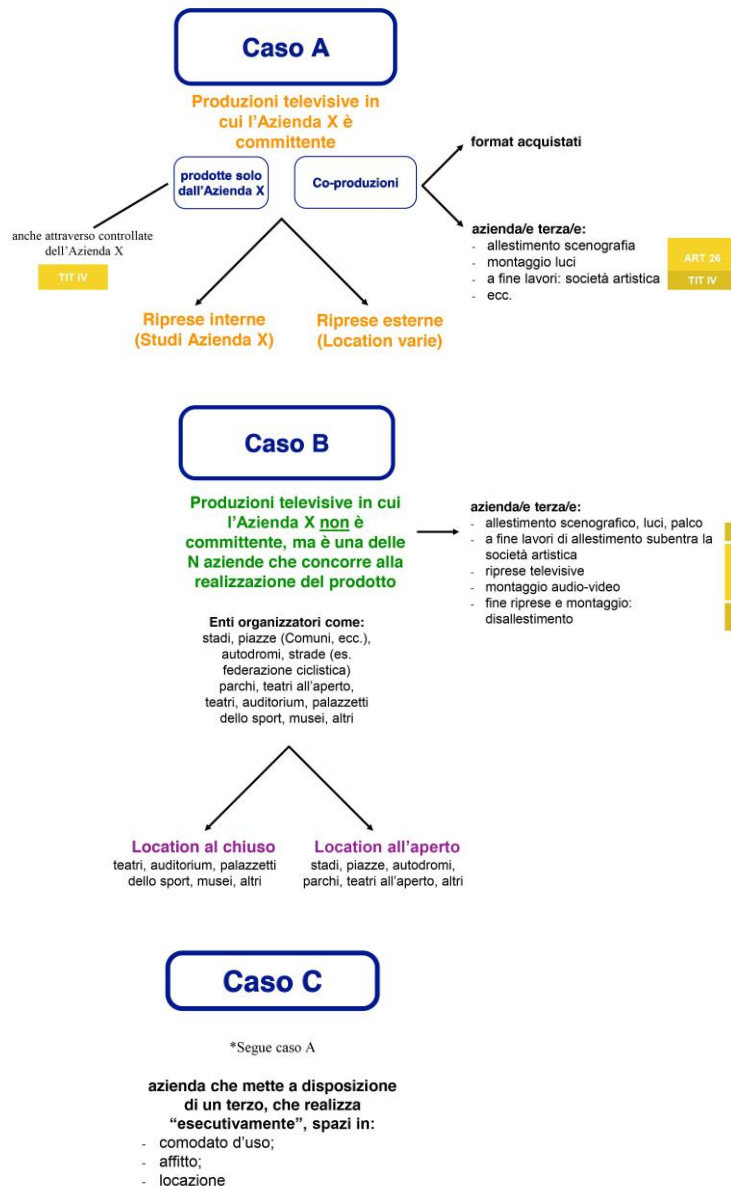 Caso A
Produzioni televisive in
cui l'Azienda X è
committente
prodotte solo
dall'Azienda X
Co-produzioni
format acquistati
anche attraverso controllate
dell'Azienda X
TIT IV
azienda/e terza/e:
- allestimento scenografia
- montaggio luci
- a fine lavori: società artistica
- ecc.
ART 26
TIT IV
Riprese interne
(Studi Azienda X)
Riprese esterne
(Location varie)
Caso B
Produzioni televisive in cui
l'Azienda X non è
committente, ma è una delle
N aziende che concorre alla
realizzazione del prodotto
azienda/e terza/e:
- allestimento scenografico, luci, palco
- a fine lavori di allestimento subentra la
società artistica
- riprese televisive
- montaggio audio-video
- fine riprese e montaggio:
disallestimento
Enti organizzatori come:
stadi, piazze (Comuni, ecc.),
autodromi, strade (es.
federazione ciclistica)
parchi, teatri all'aperto,
teatri, auditorium, palazzetti
dello sport, musei, altri
Location al chiuso
teatri, auditorium, palazzetti
dello sport, musei, altri
Location all'aperto
stadi, piazze, autodromi,
parchi, teatri all'aperto, altri
Caso C
*Segue caso A
azienda che mette a disposizione
di un terzo, che realizza
“esecutivamente”, spazi in:
- comodato d'uso;
- affitto;
- locazione